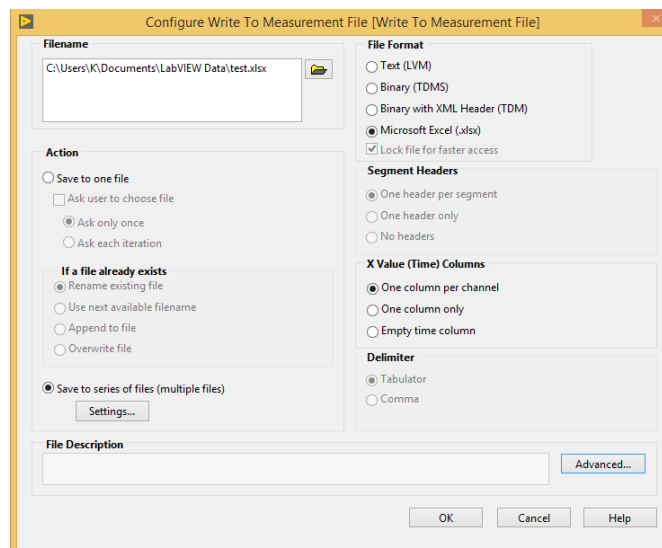 Configure Write To Measurement File [Write To Measurement File]
Filename
C:\Users\K\Documents\LabVIEW Data\test.xlsx
Action
Save to one file
Ask user to choose file
Ask only once
Ask each iteration
If a file already exists
Rename existing file
Use next available filename
Append to file
Overwrite file
Save to series of files (multiple files)
Settings...
File Format
Text (LVM)
Binary (TDMS)
Binary with XML Header (TDM)
Microsoft Excel (.xlsx)
Lock file for faster access
Segment Headers
One header per segment
One header only
No headers
X Value (Time) Columns
One column per channel
One column only
Empty time column
Delimiter
Tabulator
Comma
File Description
Advanced...
OK Cancel Help